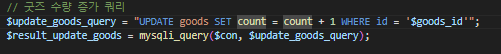 // 굿즈 수량 증가 쿼리
$update_goods_query = "UPDATE goods SET count = count + 1 WHERE id = '$goods_id'";
$result_update_goods = mysqli_query($con, $update_goods_query);